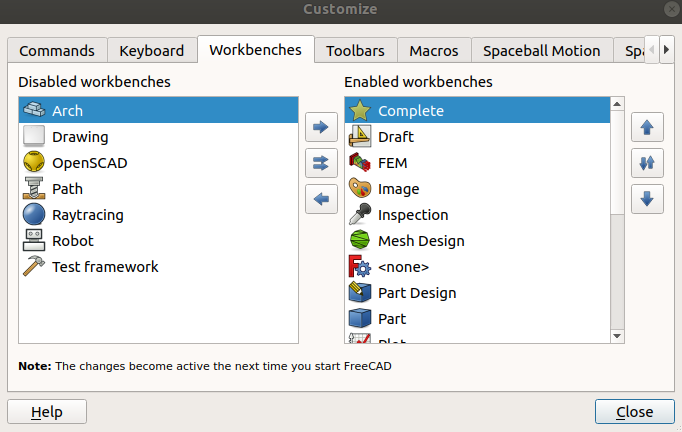 Customize
Commands Keyboard Workbenches Toolbars Macros Spaceball Motion
Disabled workbenches
Enabled workbenches
Arch
Drawing
OpenSCAD
Path
Raytracing
Robot
Test framework
Complete
Draft
FEM
Image
Inspection
Mesh Design
<none>
Part Design
Part
Note: The changes become active the next time you start FreeCAD
Help
Close